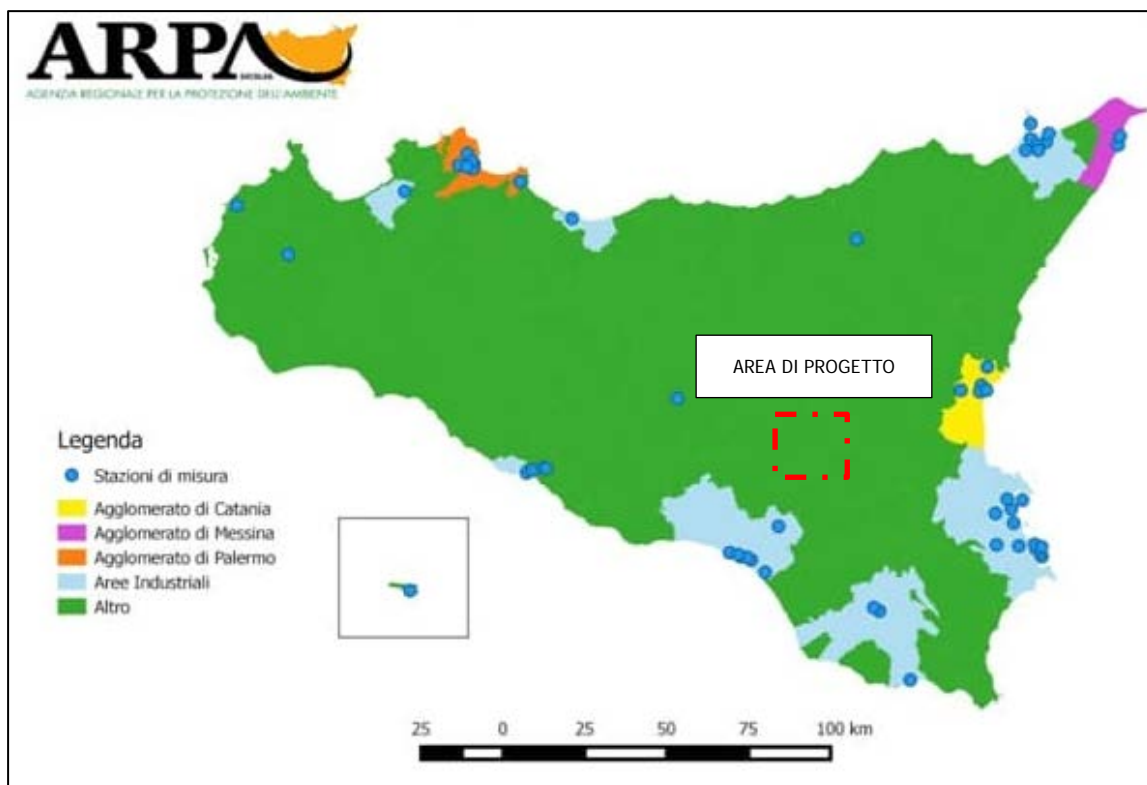 ARPA
SICILIA
AGENZIA REGIONALE PER LA PROTEZIONE DELL'AMBIENTE
AREA DI PROGETTO
Legenda
Stazioni di misura
Agglomerato di Catania
Agglomerato di Messina
Agglomerato di Palermo
Aree Industriali
Altro
25 0 25 50 75 100 km